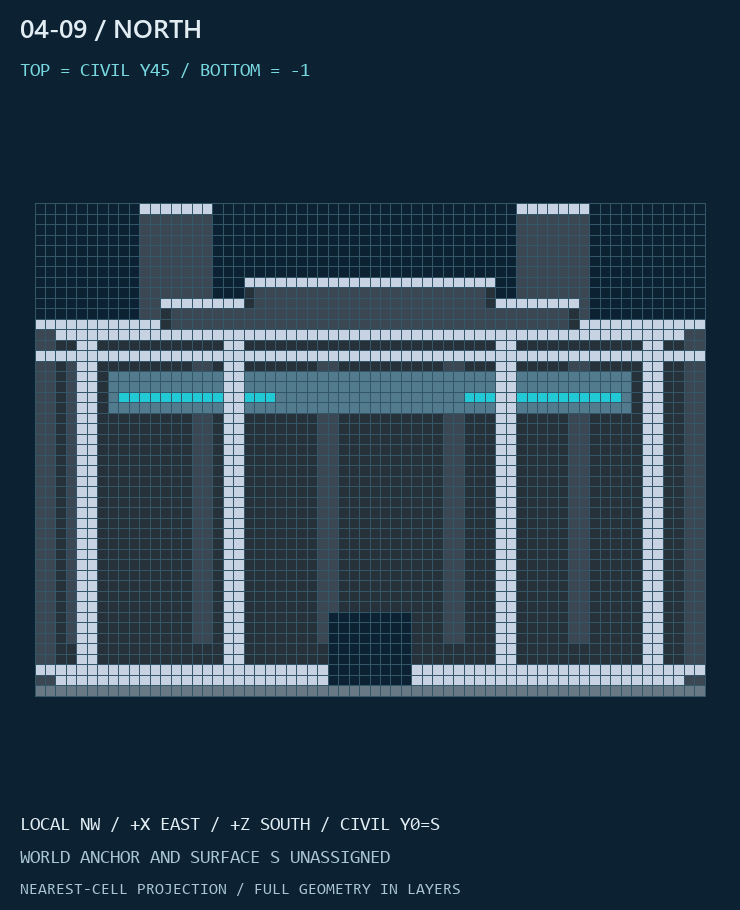 04-09 / NORTH
TOP = CIVIL Y45 / BOTTOM = -1
LOCAL NW / +X EAST / +Z SOUTH / CIVIL Y0=S
WORLD ANCHOR AND SURFACE S UNASSIGNED
NEAREST-CELL PROJECTION / FULL GEOMETRY IN LAYERS